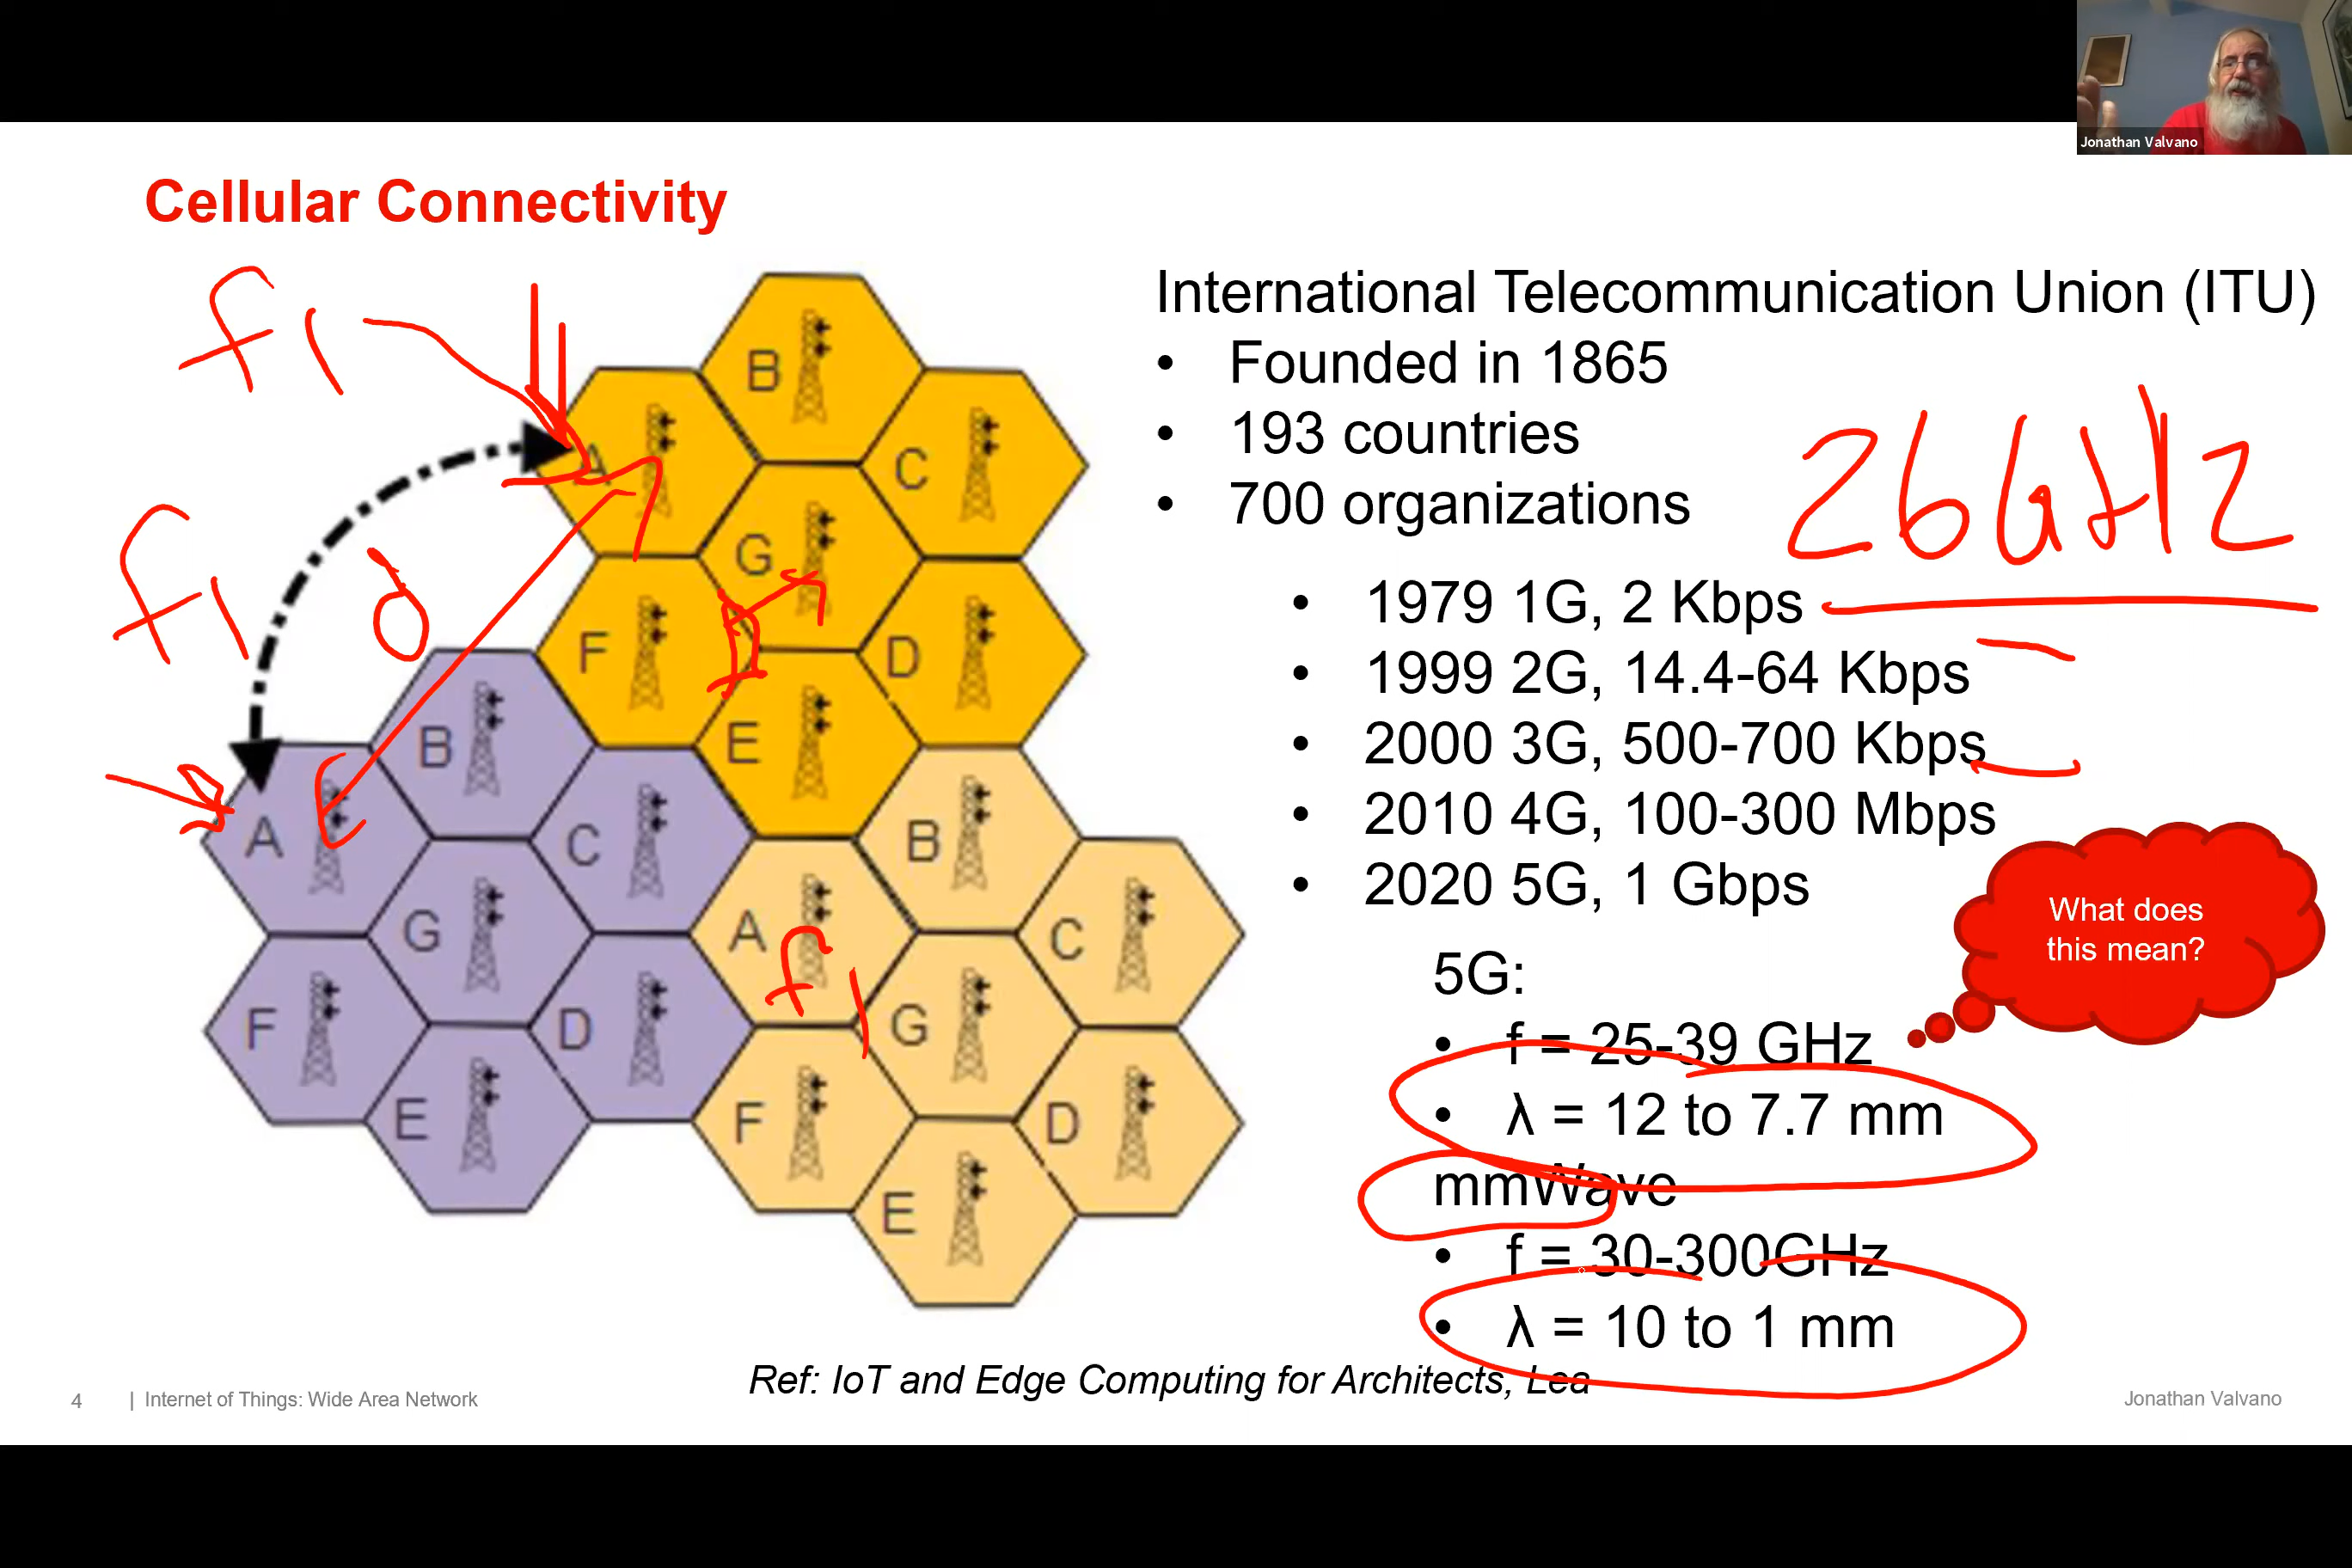 Jonathan Valvano
Cellular Connectivity
f1
f1
d
B
A
C
G
F
D
E
B
A
C
G
F
D
E
B
A
f1
C
G
F
D
E
International Telecommunication Union (ITU)
• Founded in 1865
• 193 countries
• 700 organizations
26GHz
• 1979 1G, 2 Kbps
• 1999 2G, 14.4-64 Kbps
• 2000 3G, 500-700 Kbps
• 2010 4G, 100-300 Mbps
• 2020 5G, 1 Gbps
What does
this mean?
5G:
• f = 25-39 GHz
• λ = 12 to 7.7 mm
mmWave
• f = 30-300GHz
• λ = 10 to 1 mm
Ref: IoT and Edge Computing for Architects, Lea
4 | Internet of Things: Wide Area Network
Jonathan Valvano